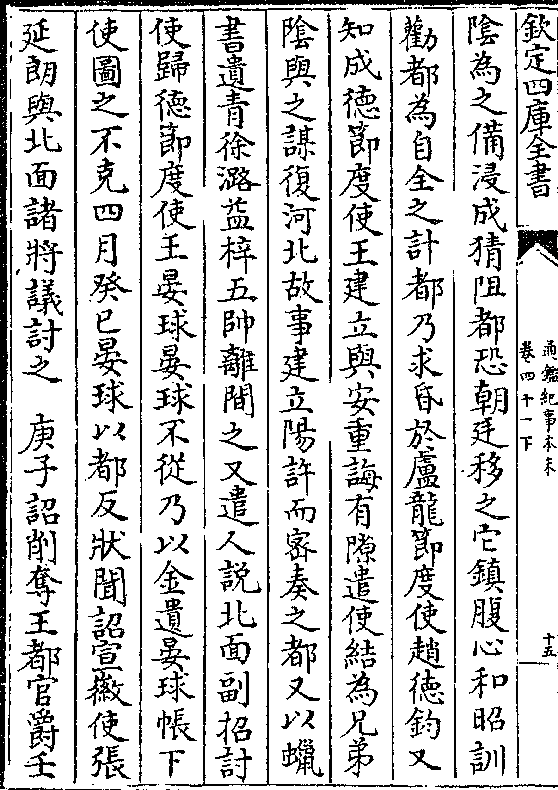 欽定四庫全書
通鑑紀事本末
卷四十一下
十五
陰為之備浸成猜阻都恐朝廷移之它鎮腹心和昭訓
勸都為自全之計都乃求昏於盧龍節度使趙德鈞又
知成德節度使王建立與安重誨有隙遣使結為兄弟
陰與之謀復河北故事建立陽許而密奏之都又以蠟
書遺青徐潞益梓五帥離間之又遣人說北面副招討
使歸德節度使王晏球晏球不從乃以金遺晏球帳下
使圖之不克四月癸巳晏球以都反狀聞詔宣徽使張
延朗與北面諸將議討之　庚子詔削奪王都官爵壬